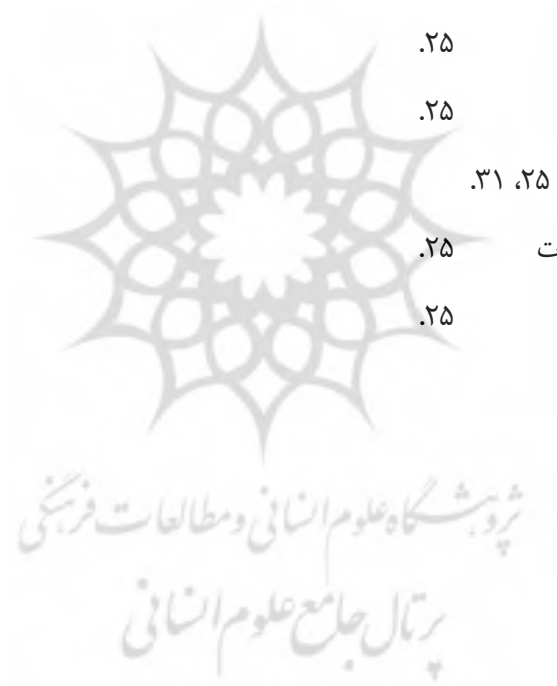 ۲۵.
۲۵.
۲۵، ۳۱.
ت ۲۵.
۲۵.
پژوهشگاه علوم انسانی و مطالعات فرهنگی
پرتال جامع علوم انسانی